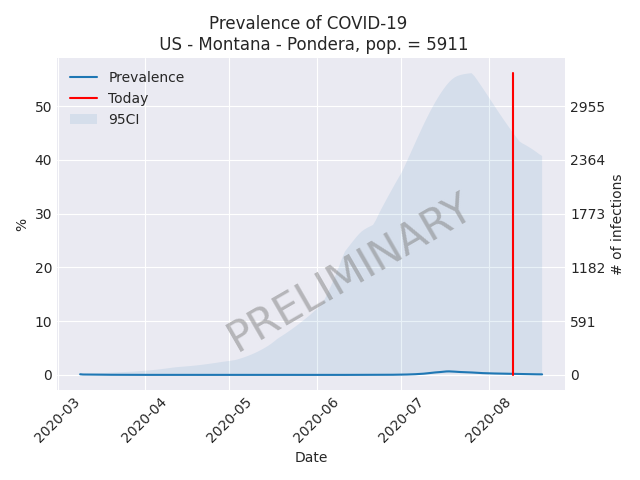 Prevalence of COVID-19
US - Montana - Pondera, pop. = 5911
Prevalence
Today
95CI
PRELIMINARY
%
50
40
30
20
10
0
2955
2364
1773
1182
591
0
# of infections
2020-03
2020-04
2020-05
2020-06
2020-07
2020-08
Date